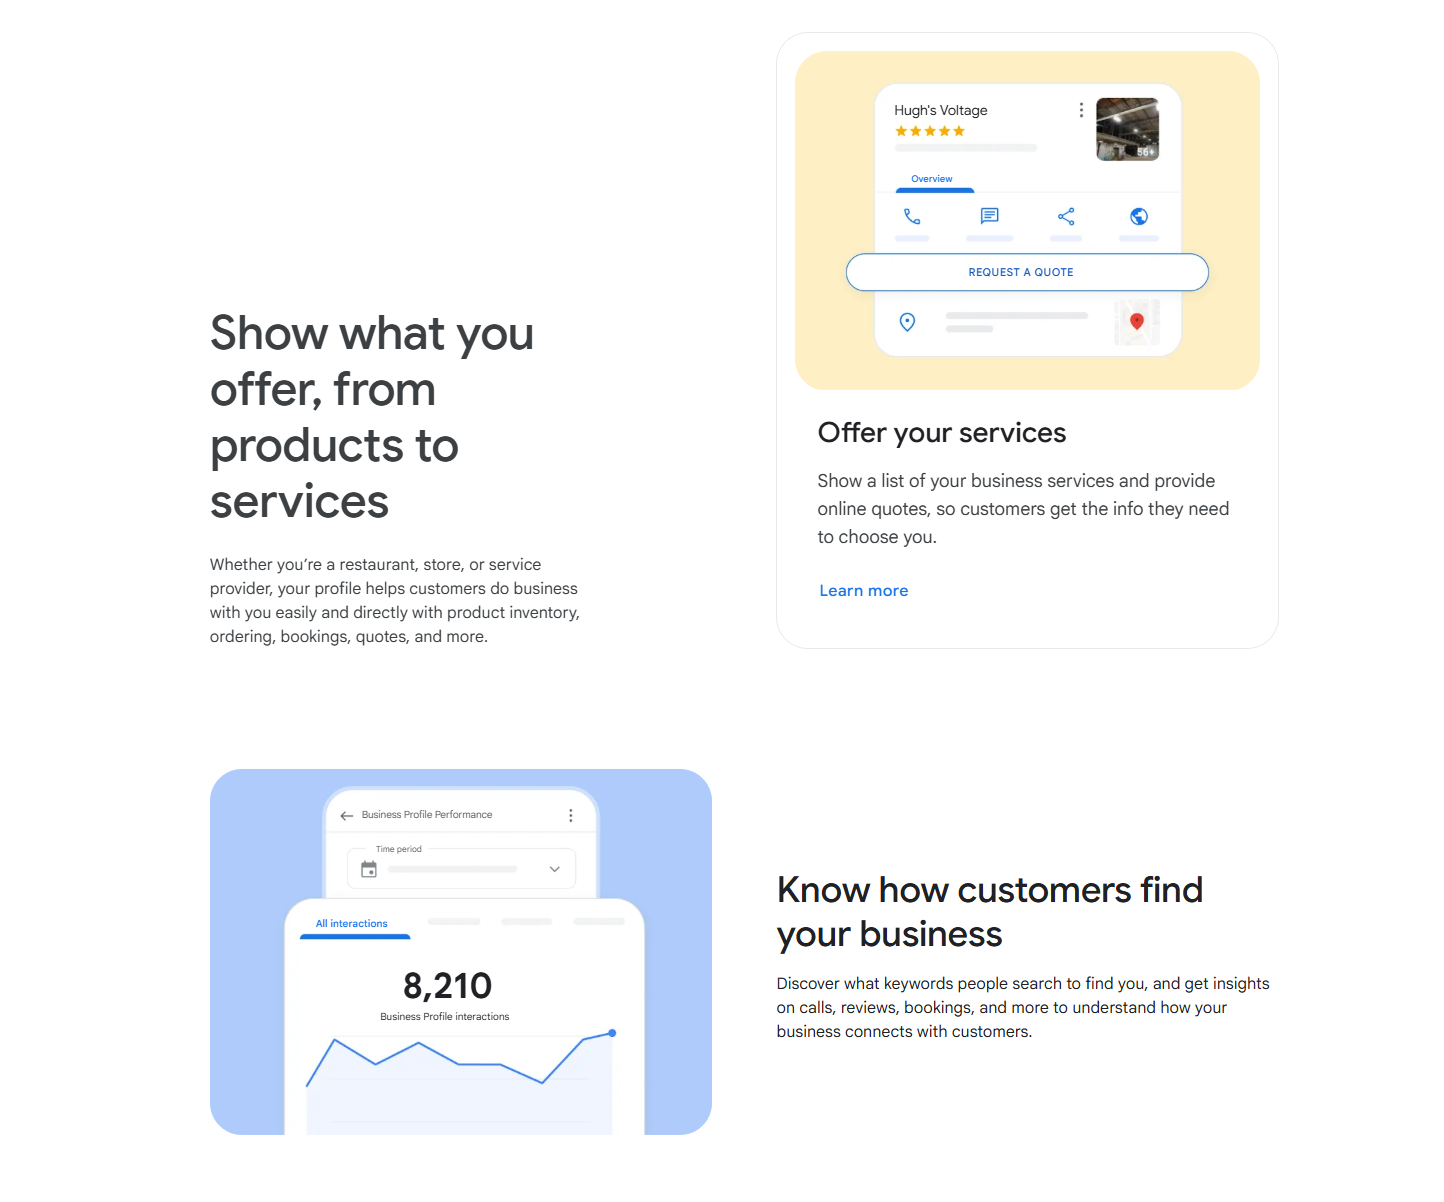 Show what you
offer, from
products to
services
Whether you’re a restaurant, store, or service
provider, your profile helps customers do business
with you easily and directly with product inventory,
ordering, bookings, quotes, and more.
Hugh's Voltage
56+
Overview
REQUEST A QUOTE
Offer your services
Show a list of your business services and provide
online quotes, so customers get the info they need
to choose you.
Learn more
Business Profile Performance
Time period
All interactions
8,210
Business Profile interactions
Know how customers find
your business
Discover what keywords people search to find you, and get insights
on calls, reviews, bookings, and more to understand how your
business connects with customers.